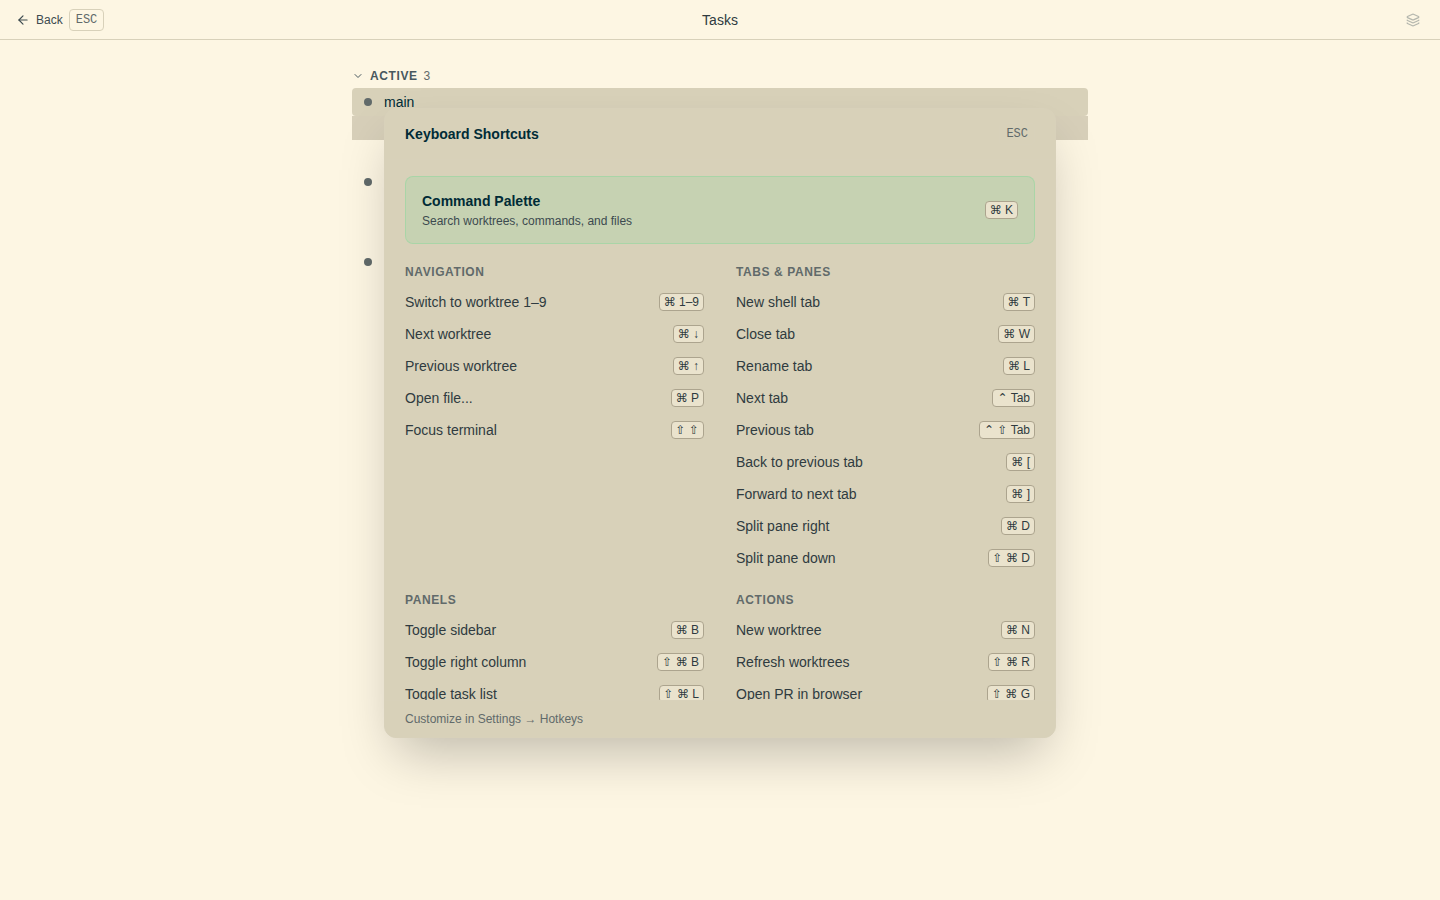 Back ESC
Tasks
ACTIVE 3
main
Keyboard Shortcuts
ESC
Command Palette
Search worktrees, commands, and files
⌘ K
NAVIGATION
Switch to worktree 1–9 ⌘ 1–9
Next worktree ⌘ ↓
Previous worktree ⌘ ↑
Open file... ⌘ P
Focus terminal ⇧ ⇧
TABS & PANES
New shell tab ⌘ T
Close tab ⌘ W
Rename tab ⌘ L
Next tab ⌃ Tab
Previous tab ⌃ ⇧ Tab
Back to previous tab ⌘ [
Forward to next tab ⌘ ]
Split pane right ⌘ D
Split pane down ⇧ ⌘ D
PANELS
Toggle sidebar ⌘ B
Toggle right column ⇧ ⌘ B
Toggle task list ⇧ ⌘ L
ACTIONS
New worktree ⌘ N
Refresh worktrees ⇧ ⌘ R
Open PR in browser ⇧ ⌘ G
Customize in Settings → Hotkeys